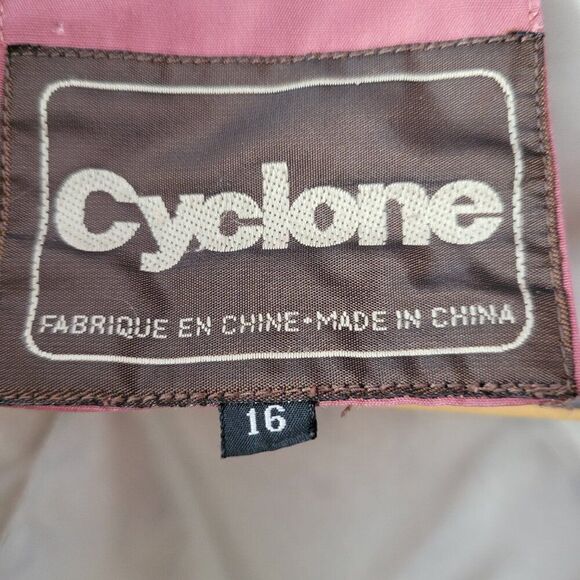 Cyclone
FABRIQUE EN CHINE•MADE IN CHINA
16